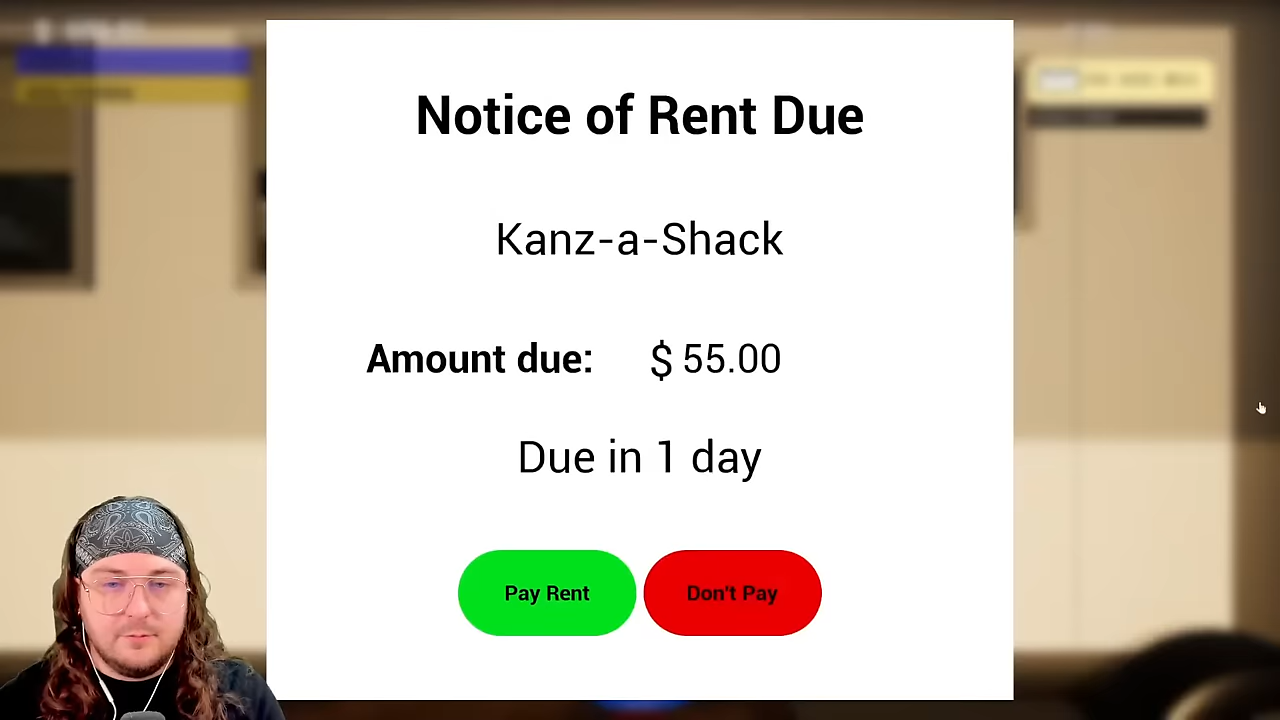 Notice of Rent Due
Kanz-a-Shack
Amount due: $ 55.00
Due in 1 day
Pay Rent Don't Pay